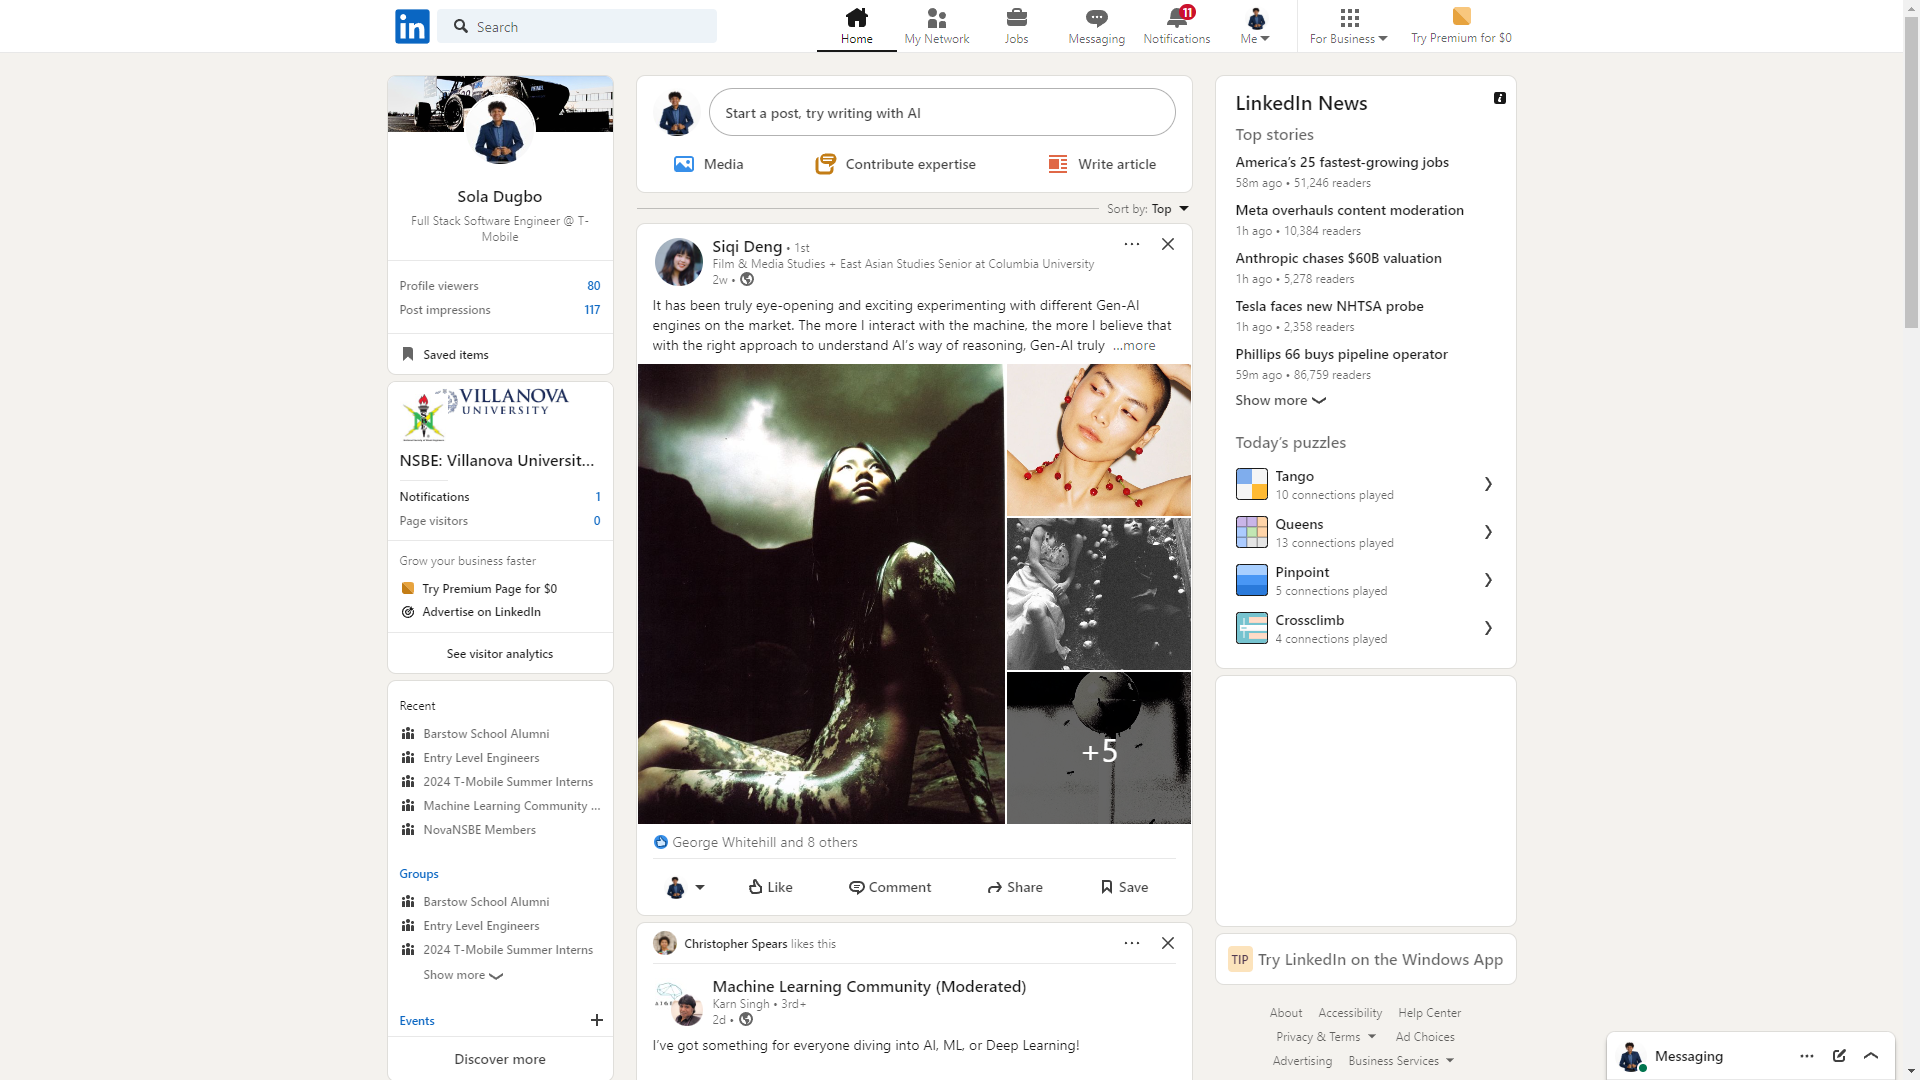 in
Search
Home
My Network
Jobs
Messaging
11
Notifications
Me
For Business
Try Premium for $0
Sola Dugbo
Full Stack Software Engineer @ T-
Mobile
Profile viewers 80
Post impressions 117
Saved items
VILLANOVA
UNIVERSITY
NSBE: Villanova Universit...
Notifications 1
Page visitors 0
Grow your business faster
Try Premium Page for $0
Advertise on LinkedIn
See visitor analytics
Recent
Barstow School Alumni
Entry Level Engineers
2024 T-Mobile Summer Interns
Machine Learning Community ...
NovaNSBE Members
Groups
Barstow School Alumni
Entry Level Engineers
2024 T-Mobile Summer Interns
Show more
Events
Discover more
Start a post, try writing with AI
Media
Contribute expertise
Write article
Sort by: Top
Siqi Deng • 1st
Film & Media Studies + East Asian Studies Senior at Columbia University
2w •
It has been truly eye-opening and exciting experimenting with different Gen-AI
engines on the market. The more I interact with the machine, the more I believe that
with the right approach to understand AI's way of reasoning, Gen-AI truly ...more
+5
George Whitehill and 8 others
Like
Comment
Share
Save
Christopher Spears likes this
Machine Learning Community (Moderated)
Karn Singh • 3rd+
2d •
I've got something for everyone diving into AI, ML, or Deep Learning!
LinkedIn News
Top stories
America's 25 fastest-growing jobs
58m ago • 51,246 readers
Meta overhauls content moderation
1h ago • 10,384 readers
Anthropic chases $60B valuation
1h ago • 5,278 readers
Tesla faces new NHTSA probe
1h ago • 2,358 readers
Phillips 66 buys pipeline operator
59m ago • 86,759 readers
Show more
Today's puzzles
Tango
10 connections played
Queens
13 connections played
Pinpoint
5 connections played
Crossclimb
4 connections played
TIP Try LinkedIn on the Windows App
About Accessibility Help Center
Privacy & Terms Ad Choices
Advertising Business Services
Messaging